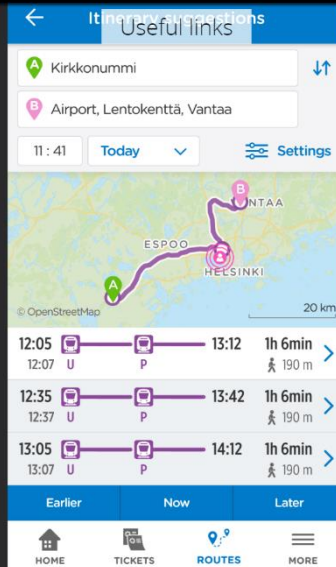 Itinerary suggestions
Useful links
A Kirkkonummi
B Airport, Lentokenttä, Vantaa
11 : 41 Today Settings
B
NTAA
ESPOO
HELSINKI
A
© OpenStreetMap 20 km
12:05 13:12 1h 6min
12:07 U P 190 m
12:35 13:42 1h 6min
12:37 U P 190 m
13:05 14:12 1h 6min
13:07 U P 190 m
Earlier Now Later
HOME TICKETS ROUTES MORE